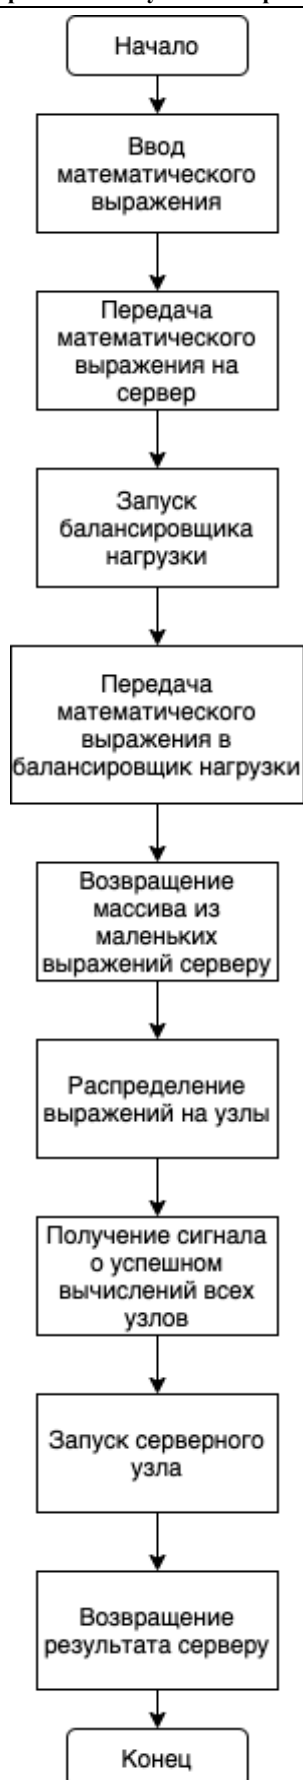 Начало
Ввод
математического
выражения
Передача
математического
выражения на
сервер
Запуск
балансировщика
нагрузки
Передача
математического
выражения в
балансировщик нагрузки
Возвращение
массива из
маленьких
выражений серверу
Распределение
выражений на узлы
Получение сигнала
о успешном
вычислений всех
узлов
Запуск серверного
узла
Возвращение
результата серверу
Конец